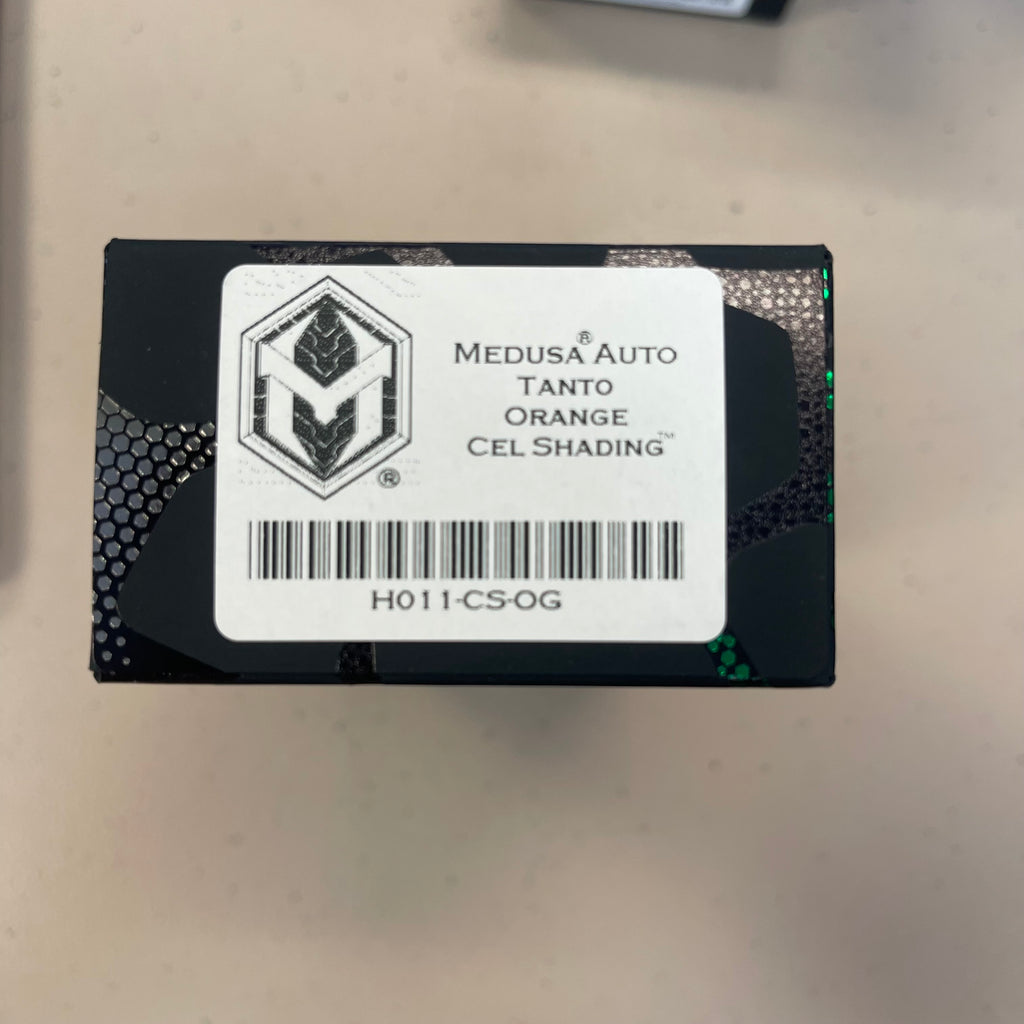 MEDUSA® AUTO
TANTO
ORANGE
CEL SHADING™
®
H011-CS-OG